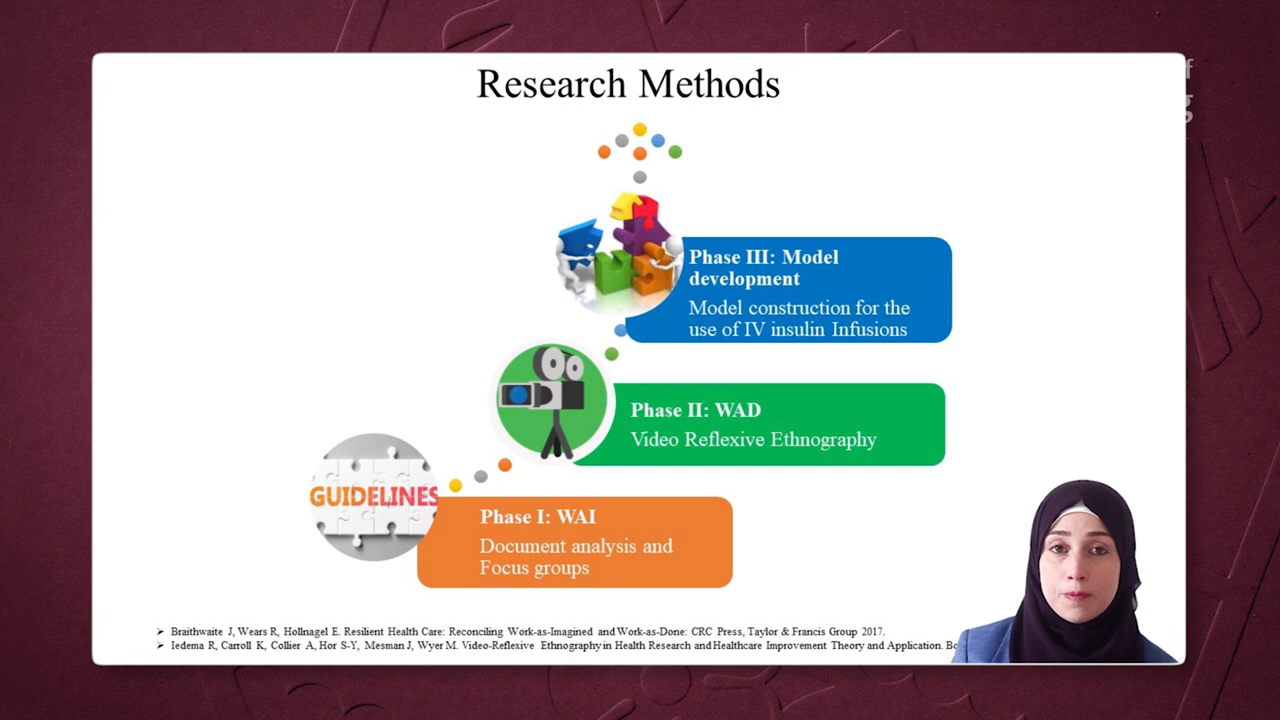 Research Methods
Phase III: Model
development
Model construction for the
use of IV insulin Infusions
Phase II: WAD
Video Reflexive Ethnography
GUIDELINES
Phase I: WAI
Document analysis and
Focus groups
➢ Braithwaite J, Wears R, Hollnagel E. Resilient Health Care: Reconciling Work-as-Imagined and Work-as-Done: CRC Press, Taylor & Francis Group 2017.
➢ Iedema R, Carroll K, Collier A, Hor S-Y, Mesman J, Wyer M. Video-Reflexive Ethnography in Health Research and Healthcare Improvement Theory and Application.